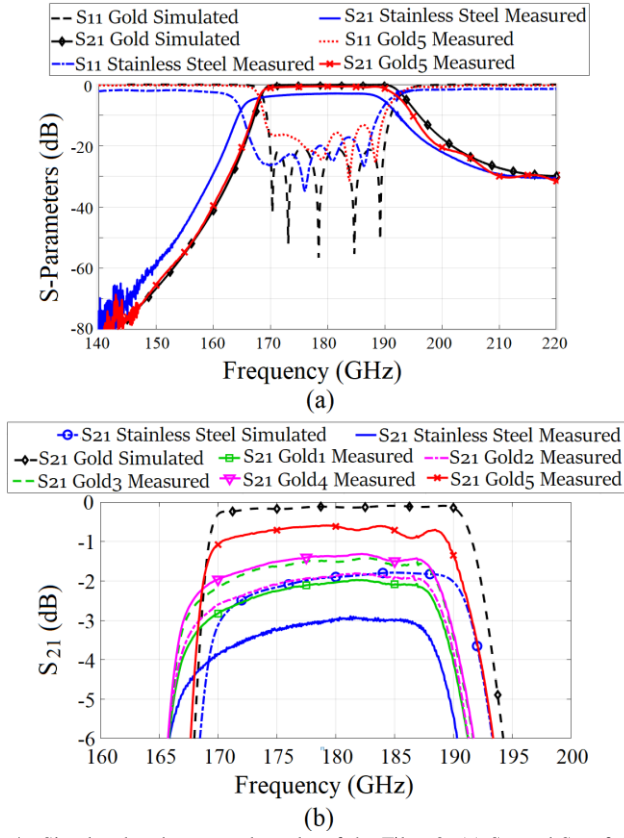 S11 Gold Simulated S21 Stainless Steel Measured
S21 Gold Simulated S11 Gold5 Measured
S11 Stainless Steel Measured S21 Gold5 Measured
S-Parameters (dB)
0
-20
-40
-60
-80
140 150 160 170 180 190 200 210 220
Frequency (GHz)
(a)
S21 Stainless Steel Simulated S21 Stainless Steel Measured
S21 Gold Simulated S21 Gold1 Measured S21 Gold2 Measured
S21 Gold3 Measured S21 Gold4 Measured S21 Gold5 Measured
S21 (dB)
0
-1
-2
-3
-4
-5
-6
170 175 180 185 190 195 200
Frequency (GHz)
(b)